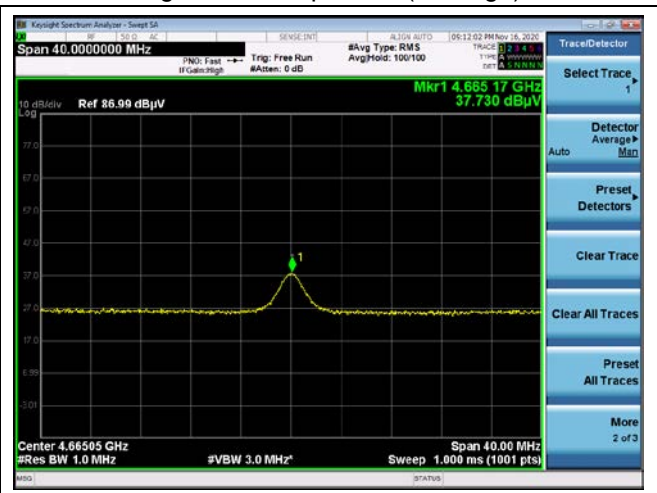 Keysight Spectrum Analyzer - Swept SA
RF 50 Ω AC SENSE:INT ALIGN AUTO 09:12:02 PM Nov 16, 2020
Span 40.0000000 MHz
PNO: Fast Trig: Free Run #Avg Type: RMS TRACE 1 2 3 4 5 6
IFGain:High #Atten: 0 dB Avg|Hold: 100/100 TYPE A WWWWW
DET A S N N N N
Mkr1 4.665 17 GHz
37.730 dBµV
10 dB/div Ref 86.99 dBµV
Log
77.0
67.0
57.0
47.0
37.0
27.0
17.0
6.99
-3.01
1
Center 4.66505 GHz Span 40.00 MHz
#Res BW 1.0 MHz #VBW 3.0 MHz* Sweep 1.000 ms (1001 pts)
MSG STATUS
Trace/Detector
Select Trace
1
Detector
Average
Auto Man
Preset
Detectors
Clear Trace
Clear All Traces
Preset
All Traces
More
2 of 3